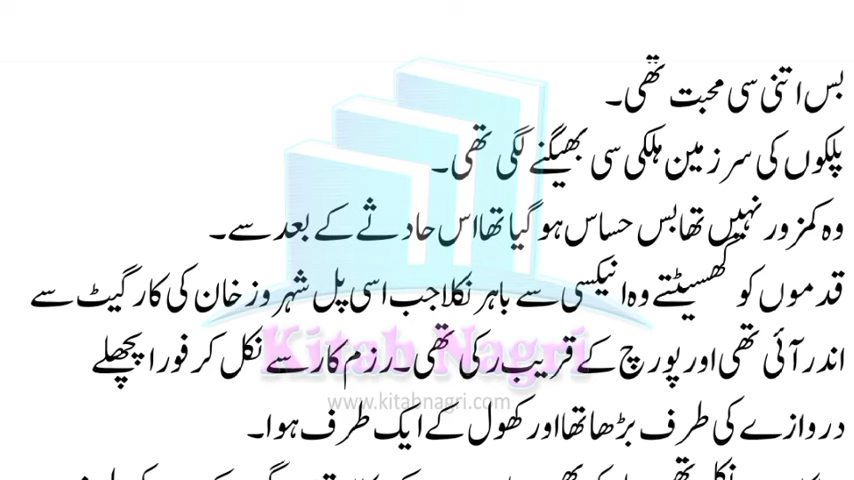 بس اتنی سی محبت تھی۔
پلکوں کی سرزمین ہلکی سی بھیگنے لگی تھی۔
وہ کمزور نہیں تھا بس حساس ہو گیا تھا اس حادثے کے بعد سے۔
قدموں کو گھسیٹتے وہ انیکسی سے باہر نکلا جب اسی پل شہروز خان کی کار گیٹ سے
اندر آئی تھی اور پورچ کے قریب رکی تھی۔ رزم کار سے نکل کر فورا پچھلے
دروازے کی طرف بڑھا تھا اور کھول کے ایک طرف ہوا۔
Kitab Nagri
www.kitabnagri.com